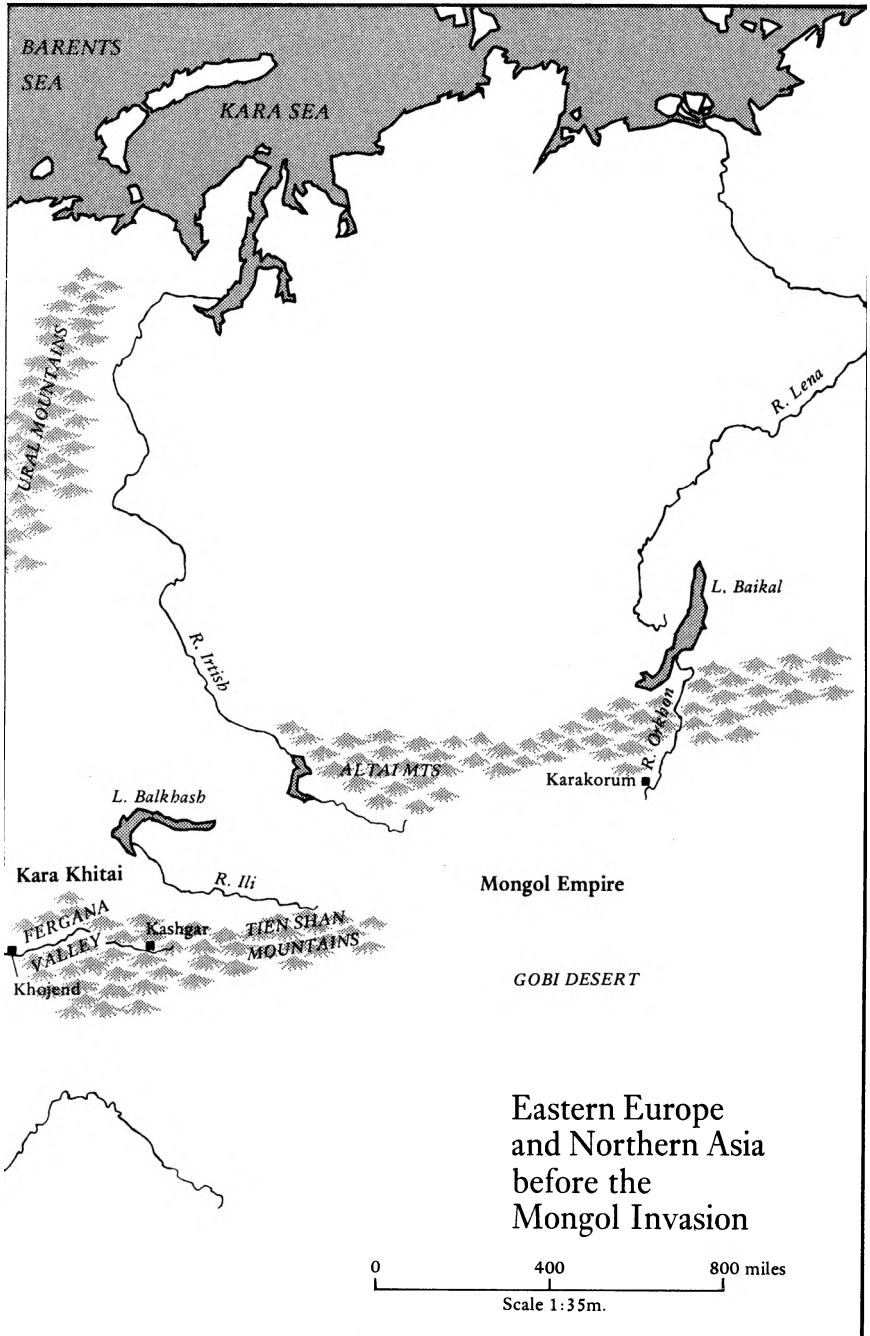 BARENTS
SEA
KARA SEA
URAL MOUNTAINS
R. Lena
L. Baikal
R. Irtish
R. Orkhon
ALTAI MTS
Karakorum
L. Balkhash
Kara Khitai
R. Ili
Mongol Empire
FERGANA
VALLEY
Kashgar
TIEN SHAN
MOUNTAINS
Khojend
GOBI DESERT
Eastern Europe
and Northern Asia
before the
Mongol Invasion
0 400 800 miles
Scale 1:35m.